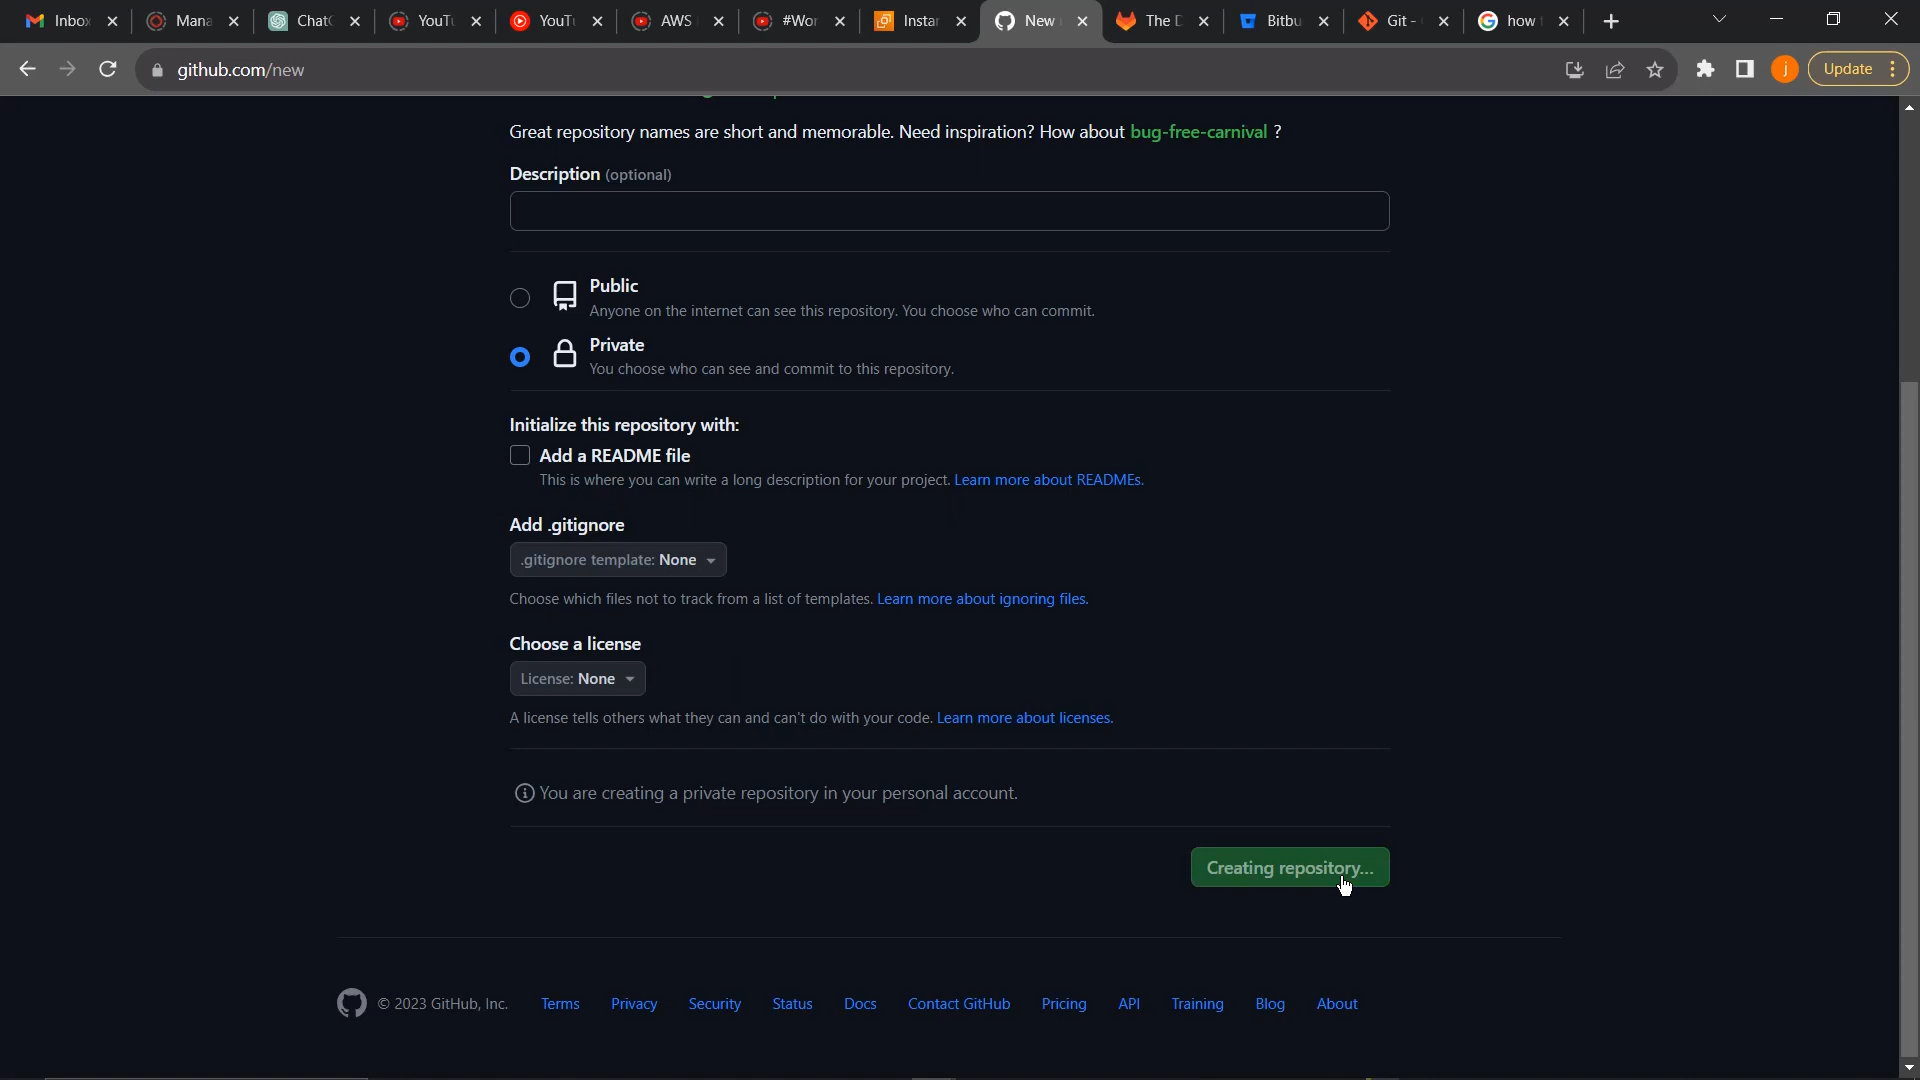 Inbox
Mana
Chat
YouT
YouT
AWS
#Wor
Instar
New
The D
Bitbu
Git -
how
github.com/new
j
Update
Great repository names are short and memorable. Need inspiration? How about bug-free-carnival ?
Description (optional)
Public
Anyone on the internet can see this repository. You choose who can commit.
Private
You choose who can see and commit to this repository.
Initialize this repository with:
Add a README file
This is where you can write a long description for your project. Learn more about READMEs.
Add .gitignore
.gitignore template: None
Choose which files not to track from a list of templates. Learn more about ignoring files.
Choose a license
License: None
A license tells others what they can and can't do with your code. Learn more about licenses.
You are creating a private repository in your personal account.
Creating repository...
© 2023 GitHub, Inc. Terms Privacy Security Status Docs Contact GitHub Pricing API Training Blog About